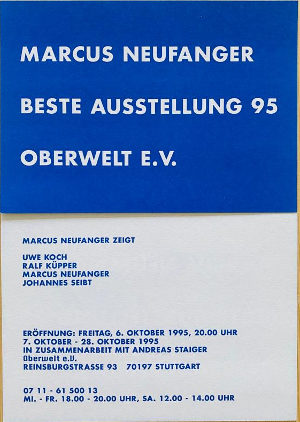 MARCUS NEUFANGER
BESTE AUSSTELLUNG 95
OBERWELT E.V.
MARCUS NEUFANGER ZEIGT
UWE KOCH
RALF KÜPPER
MARCUS NEUFANGER
JOHANNES SEIBT
ERÖFFNUNG: FREITAG, 6. OKTOBER 1995, 20.00 UHR
7. OKTOBER - 28. OKTOBER 1995
IN ZUSAMMENARBEIT MIT ANDREAS STAIGER
Oberwelt e.V.
REINSBURGSTRASSE 93 70197 STUTTGART
07 11 - 61 500 13
MI. - FR. 18.00 - 20.00 UHR, SA. 12.00 - 14.00 UHR